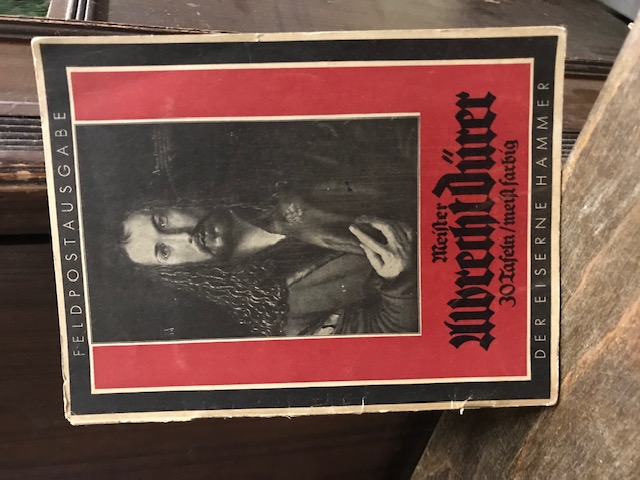 FELDPOSTAUSGABE
Meister
Albrecht Dürer
30 Tafeln / meist farbig
DER EISERNE HAMMER